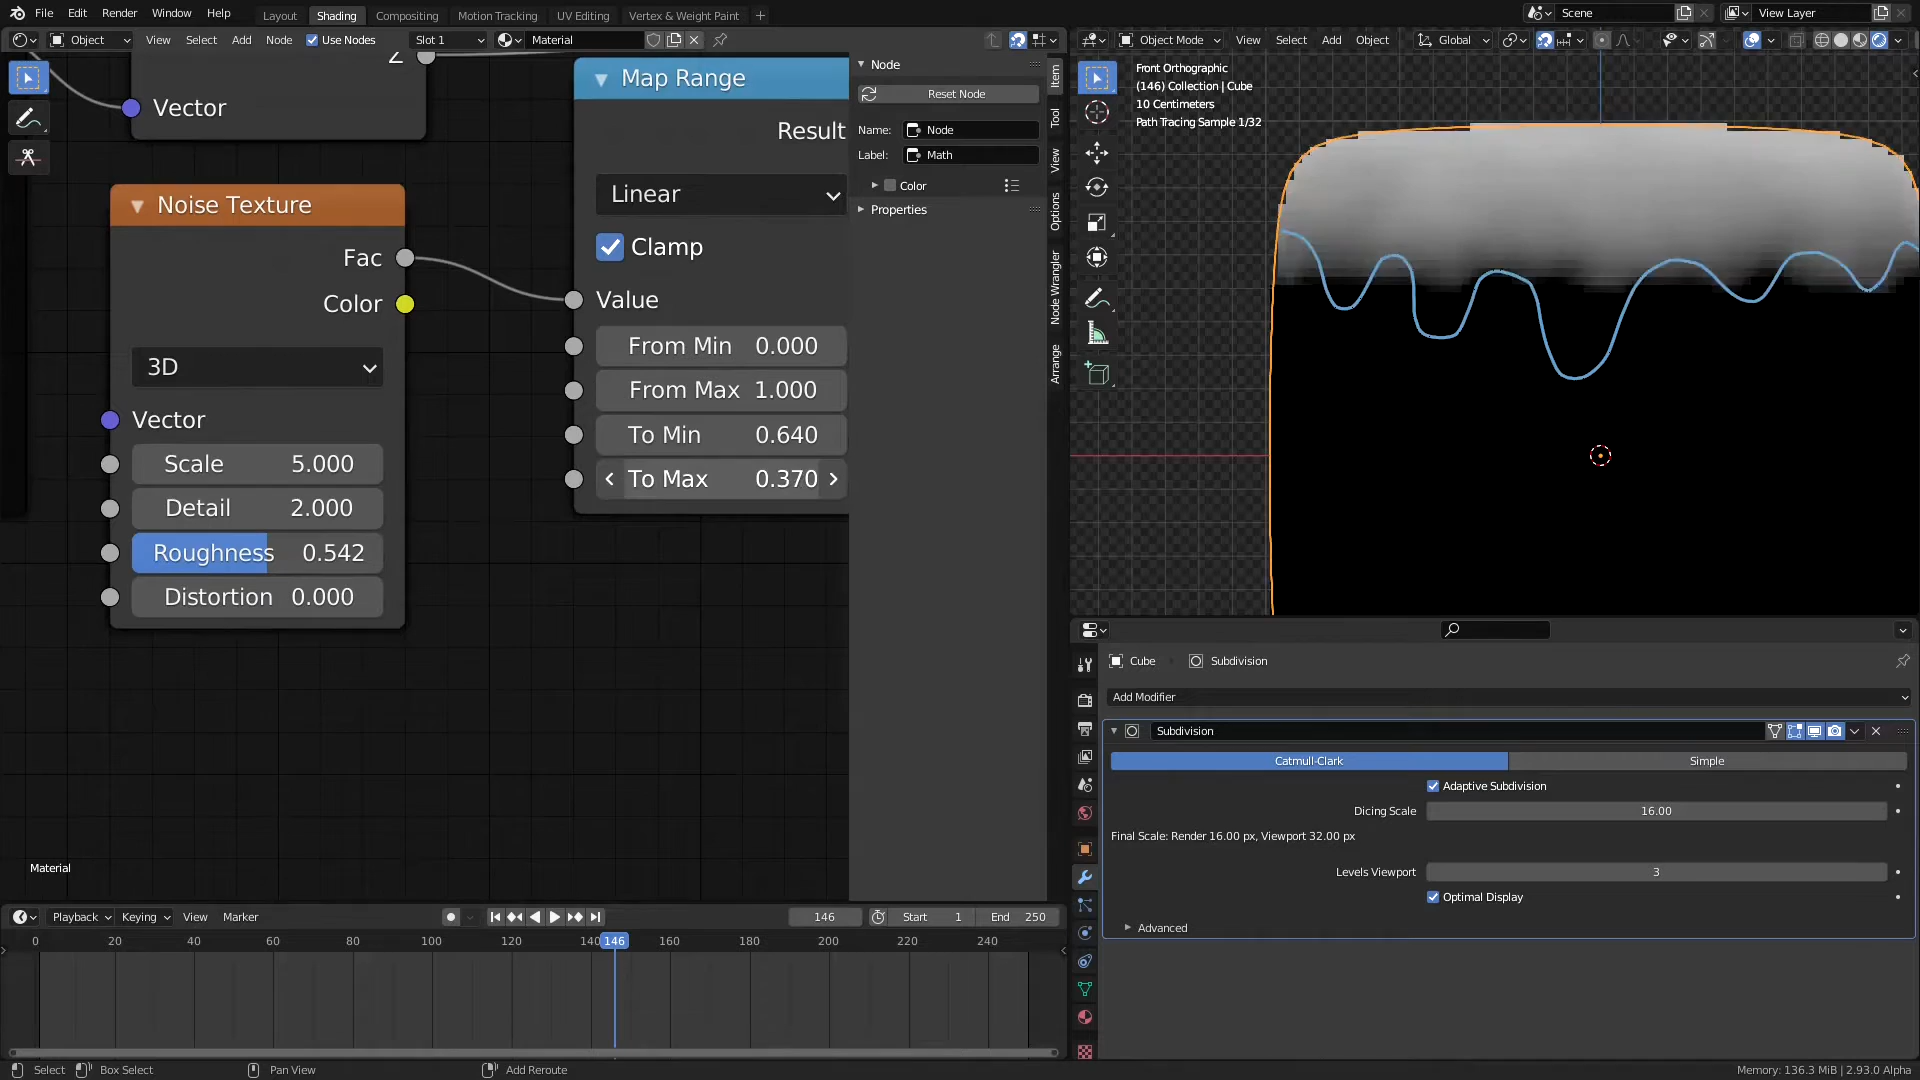 File Edit Render Window Help
Layout Shading Compositing Motion Tracking UV Editing Vertex & Weight Paint +
Scene
View Layer
Object View Select Add Node Use Nodes Slot 1 Material
Object Mode View Select Add Object Global
Vector
Noise Texture
Fac
Color
3D
Vector
Scale 5.000
Detail 2.000
Roughness 0.542
Distortion 0.000
Map Range
Result
Linear
Clamp
Value
From Min 0.000
From Max 1.000
To Min 0.640
To Max 0.370
Node
Reset Node
Name: Node
Label: Math
Color
Properties
Item
Tool
View
Options
Node Wrangler
Arrange
Front Orthographic
(146) Collection | Cube
10 Centimeters
Path Tracing Sample 1/32
Material
Cube Subdivision
Add Modifier
Subdivision
Catmull-Clark Simple
Adaptive Subdivision
Dicing Scale 16.00
Final Scale: Render 16.00 px, Viewport 32.00 px
Levels Viewport 3
Optimal Display
Advanced
Playback Keying View Marker
146 Start 1 End 250
0 20 40 60 80 100 120 140 146 160 180 200 220 240
Select Box Select Pan View Add Reroute
Memory: 136.3 MiB | 2.93.0 Alpha